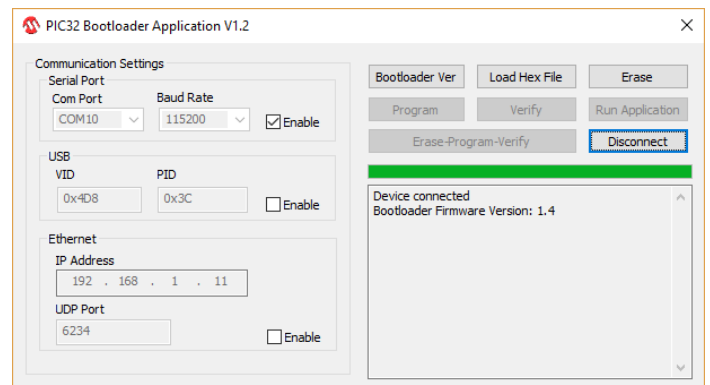 PIC32 Bootloader Application V1.2
Communication Settings
Serial Port
Com Port
Baud Rate
COM10
115200
Enable
USB
VID
PID
0x4D8
0x3C
Enable
Ethernet
IP Address
192 . 168 . 1 . 11
UDP Port
6234
Enable
Bootloader Ver
Load Hex File
Erase
Program
Verify
Run Application
Erase-Program-Verify
Disconnect
Device connected
Bootloader Firmware Version: 1.4